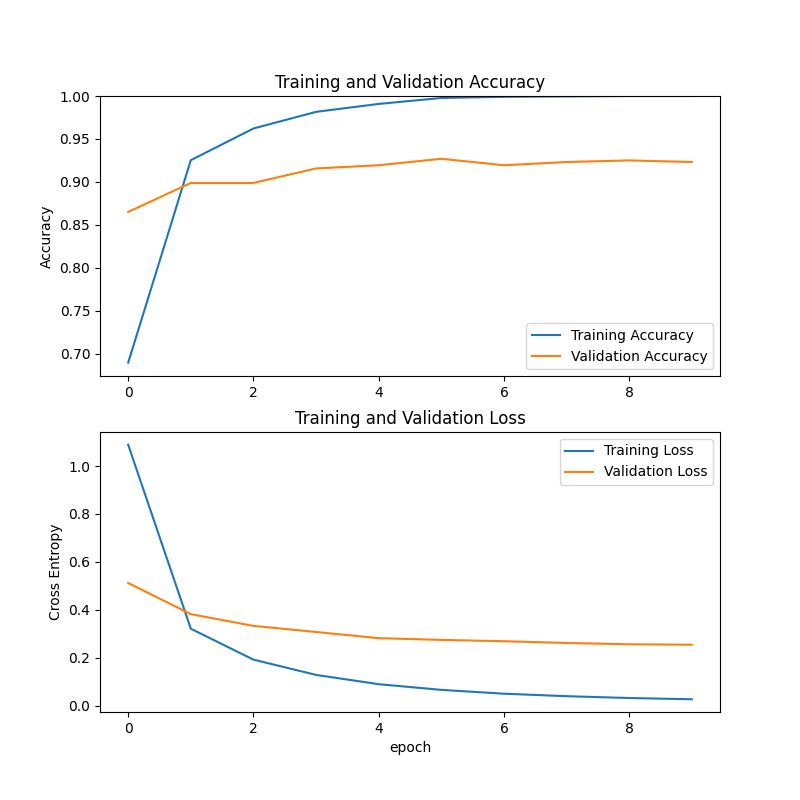 Training and Validation Accuracy
Accuracy
1.00
0.95
0.90
0.85
0.80
0.75
0.70
Training Accuracy
Validation Accuracy
0 2 4 6 8
Training and Validation Loss
Cross Entropy
1.0
0.8
0.6
0.4
0.2
0.0
Training Loss
Validation Loss
0 2 4 6 8
epoch